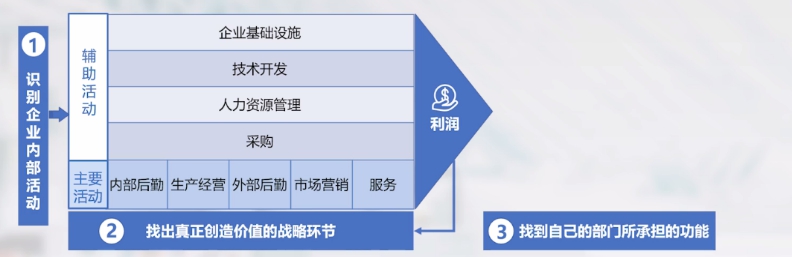 1
识别企业内部活动
辅助活动
企业基础设施
技术开发
人力资源管理
采购
主要
活动
内部后勤
生产经营
外部后勤
市场营销
服务
$
利润
2 找出真正创造价值的战略环节
3 找到自己的部门所承担的功能